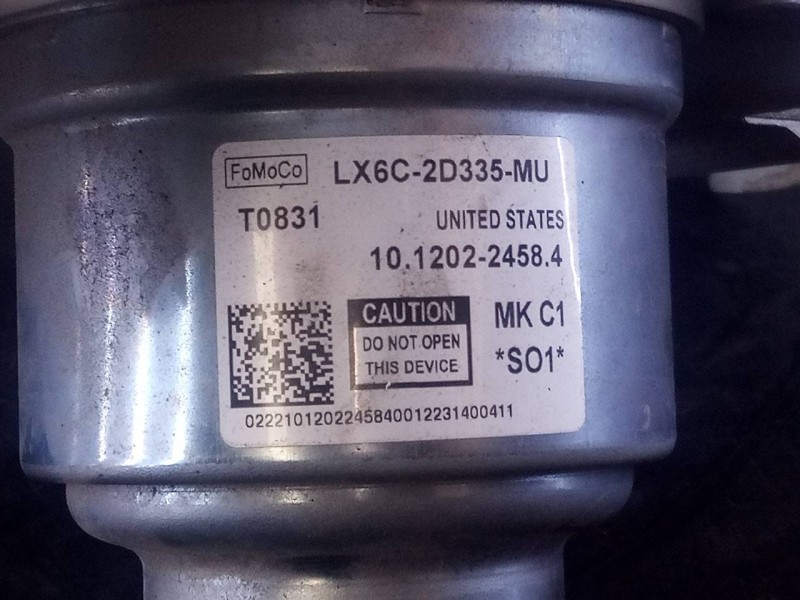 FoMoCo LX6C-2D335-MU
T0831 UNITED STATES
10.1202-2458.4
CAUTION MK C1
DO NOT OPEN
THIS DEVICE *SO1*
0222101202245840012231400411